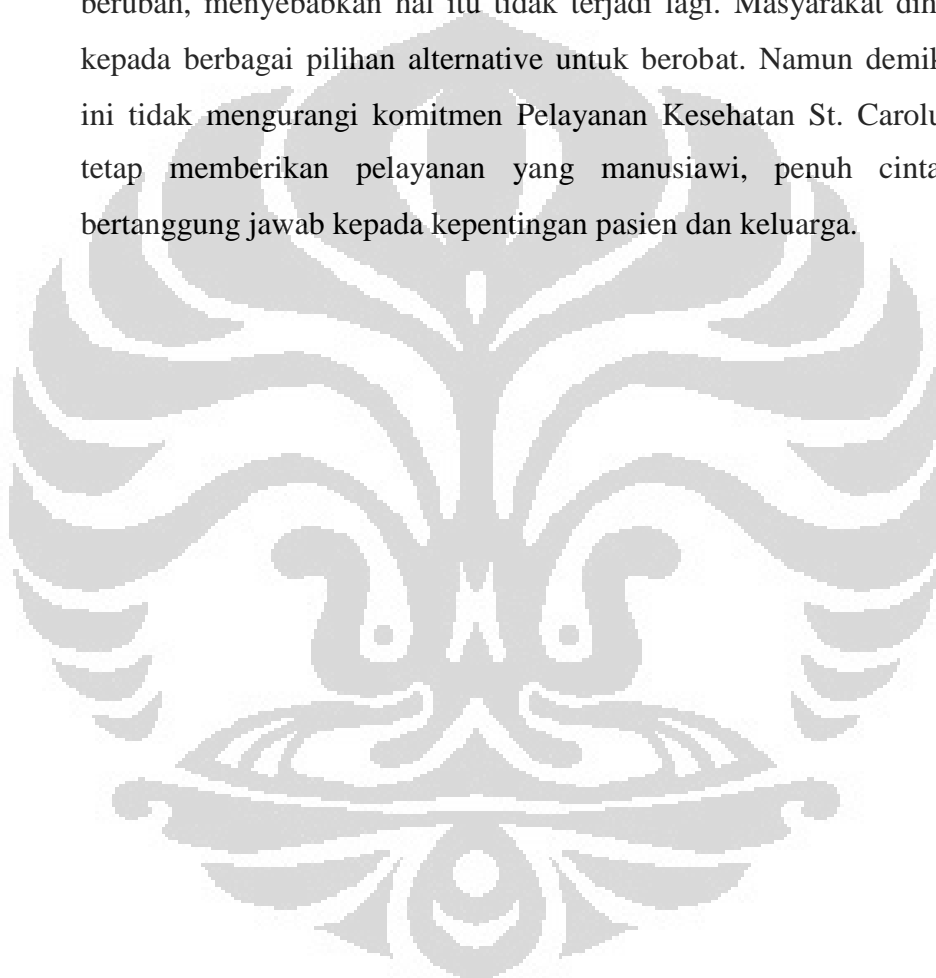 berubah, menyebabkan hal itu tidak terjadi lagi. Masyarakat
kepada berbagai pilihan alternative untuk berobat. Namun
ini tidak mengurangi komitmen Pelayanan Kesehatan St.
tetap memberikan pelayanan yang manusiawi, penuh cinta
bertanggung jawab kepada kepentingan pasien dan keluarga.